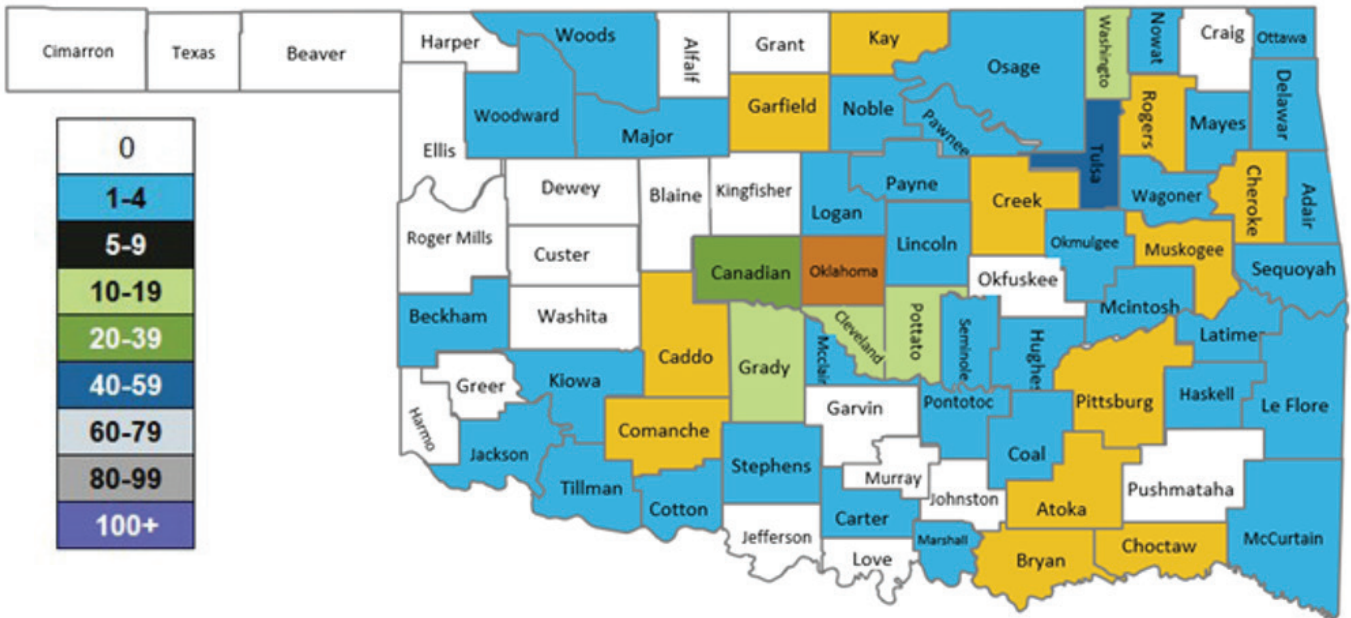 Cimarron
Texas
Beaver
Harper
Woods
Alfalf
Grant
Kay
Osage
Washingto
Nowat
Craig
Ottawa
Ellis
Woodward
Major
Garfield
Noble
Pawnee
Rogers
Mayes
Delawar
Dewey
Blaine
Kingfisher
Logan
Payne
Creek
Tulsa
Wagoner
Cheroke
Adair
Roger Mills
Custer
Canadian
Oklahoma
Lincoln
Okmulgee
Muskogee
Okfuskee
Sequoyah
Beckham
Washita
Caddo
Grady
Mcclain
Cleveland
Pottato
Seminole
Hughes
Mcintosh
Latimer
Greer
Kiowa
Harmo
Comanche
Garvin
Pontotoc
Pittsburg
Haskell
Le Flore
Jackson
Tillman
Cotton
Stephens
Murray
Coal
Johnston
Atoka
Pushmataha
Jefferson
Carter
Love
Marshall
Bryan
Choctaw
McCurtain
0
1-4
5-9
10-19
20-39
40-59
60-79
80-99
100+